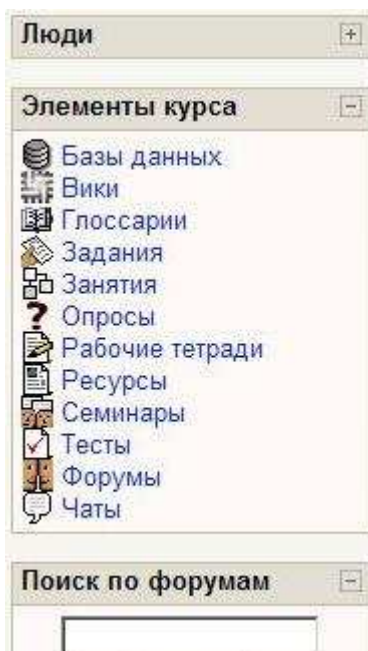 Люди
Элементы курса
Базы данных
Вики
Глоссарии
Задания
Занятия
Опросы
Рабочие тетради
Ресурсы
Семинары
Тесты
Форумы
Чаты
Поиск по форумам